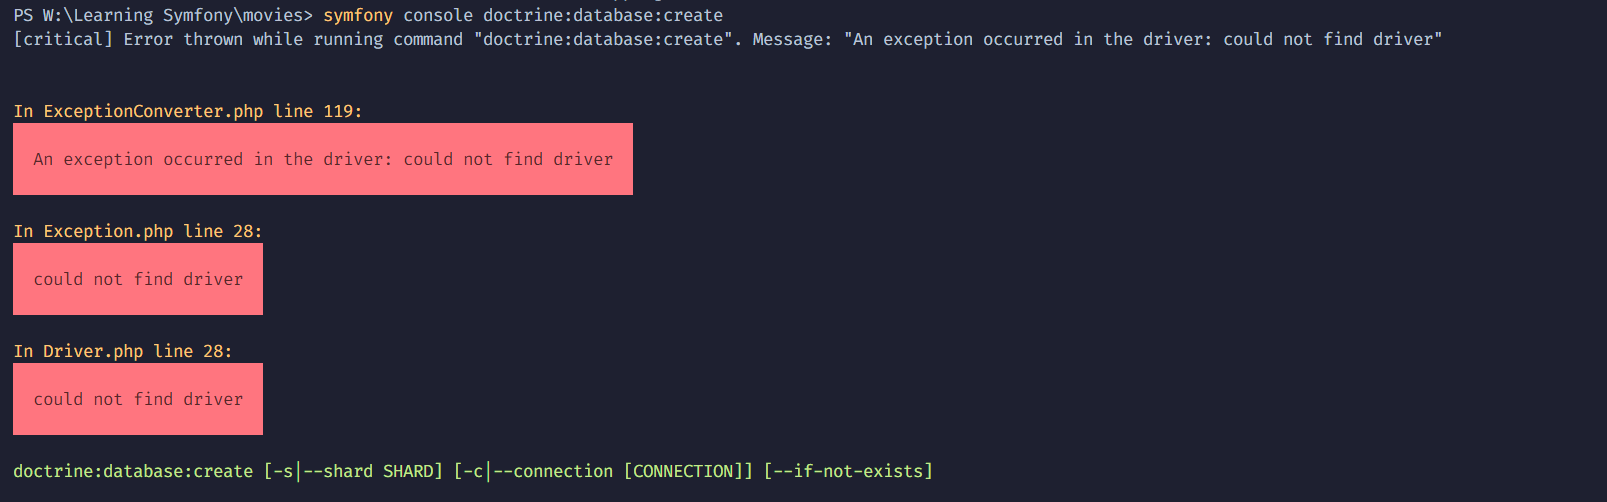 PS W:\Learning Symfony\movies> symfony console doctrine:database:create
[critical] Error thrown while running command "doctrine:database:create". Message: "An exception occurred in the driver: could not find driver"
In ExceptionConverter.php line 119:
An exception occurred in the driver: could not find driver
In Exception.php line 28:
could not find driver
In Driver.php line 28:
could not find driver
doctrine:database:create [-s|--shard SHARD] [-c|--connection [CONNECTION]] [--if-not-exists]